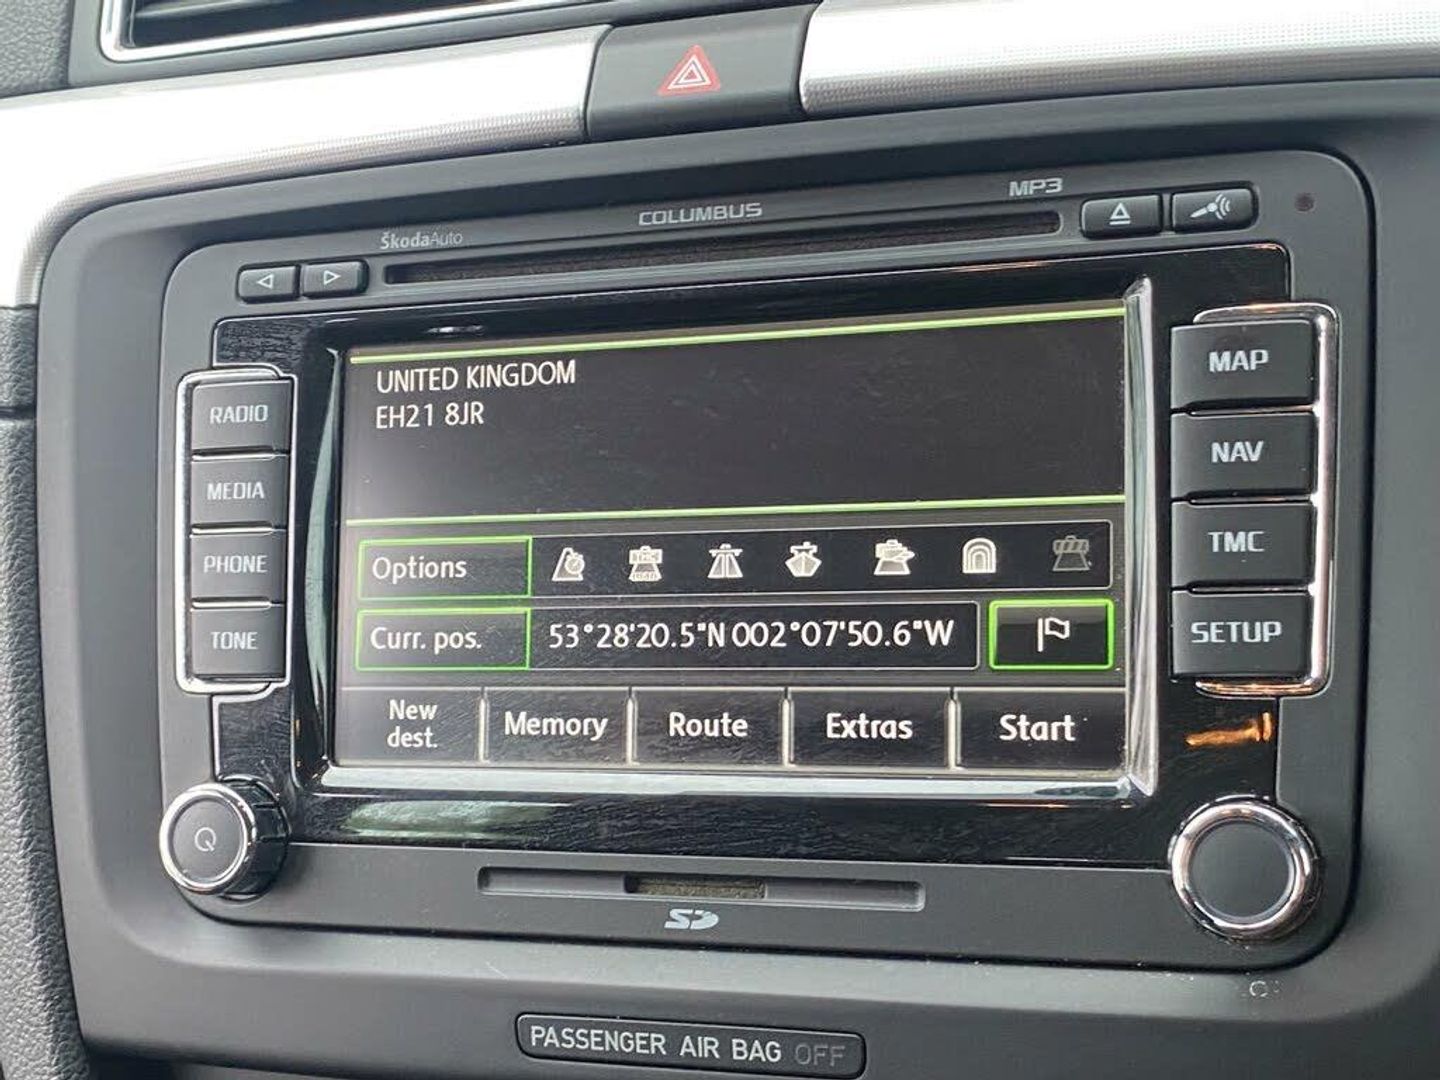 COLUMBUS
MP3
ŠkodaAuto
UNITED KINGDOM
EH21 8JR
Options
Curr. pos.
53°28'20.5"N 002°07'50.6"W
New
dest.
Memory
Route
Extras
Start
RADIO
MEDIA
PHONE
TONE
MAP
NAV
TMC
SETUP
SD
PASSENGER AIR BAG OFF